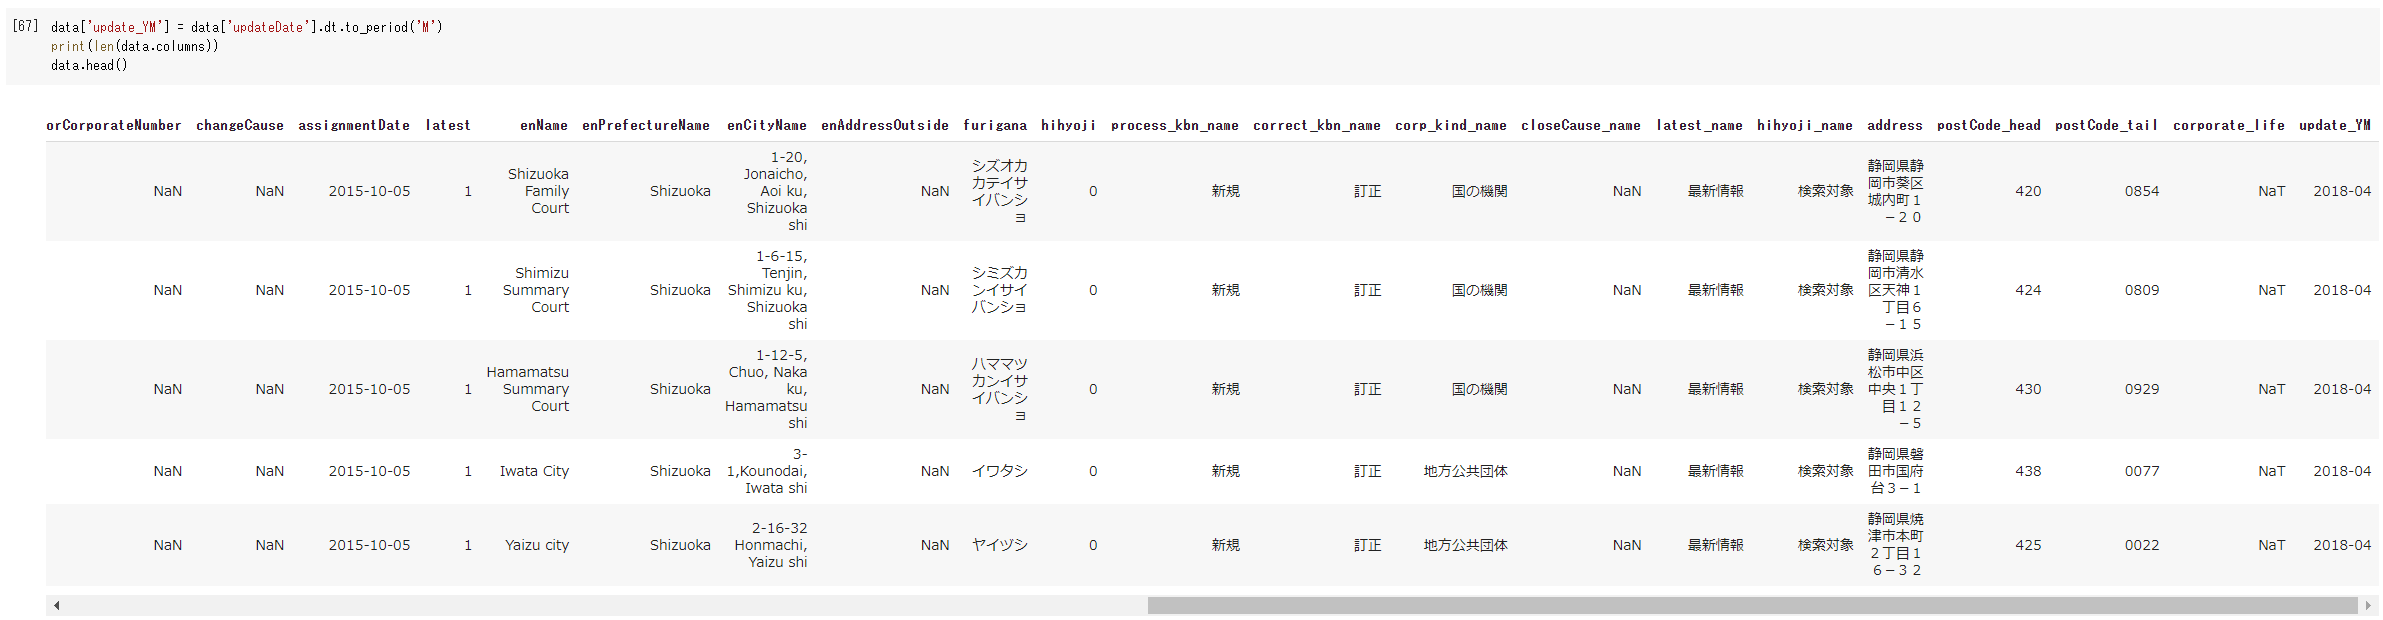 [67] data['update_YM'] = data['updateDate'].dt.to_period('M')
print(len(data.columns))
data.head()
orCorporateNumber changeCause assignmentDate latest enName enPrefectureName enCityName enAddressOutside furigana hihyoji process_kbn_name correct_kbn_name corp_kind_name closeCause_name latest_name hihyoji_name address postCode_head postCode_tail corporate_life update_YM
NaN NaN 2015-10-05 1 Shizuoka Family Court Shizuoka 1-20, Jonaicho, Aoi ku, Shizuoka shi NaN シズオカカテイサイバンショ 0 新規 訂正 国の機関 NaN 最新情報 検索対象 静岡県静岡市葵区城内町１－２０ 420 0854 NaT 2018-04
NaN NaN 2015-10-05 1 Shimizu Summary Court Shizuoka 1-6-15, Tenjin, Shimizu ku, Shizuoka shi NaN シミズカンイサイバンショ 0 新規 訂正 国の機関 NaN 最新情報 検索対象 静岡県静岡市清水区天神１丁目６－１５ 424 0809 NaT 2018-04
NaN NaN 2015-10-05 1 Hamamatsu Summary Court Shizuoka 1-12-5, Chuo, Naka ku, Hamamatsu shi NaN ハママツカンイサイバンショ 0 新規 訂正 国の機関 NaN 最新情報 検索対象 静岡県浜松市中区中央１丁目１２－５ 430 0929 NaT 2018-04
NaN NaN 2015-10-05 1 Iwata City Shizuoka 3-1,Kounodai, Iwata shi NaN イワタシ 0 新規 訂正 地方公共団体 NaN 最新情報 検索対象 静岡県磐田市国府台３－１ 438 0077 NaT 2018-04
NaN NaN 2015-10-05 1 Yaizu city Shizuoka 2-16-32 Honmachi, Yaizu shi NaN ヤイヅシ 0 新規 訂正 地方公共団体 NaN 最新情報 検索対象 静岡県焼津市本町２丁目１６－３２ 425 0022 NaT 2018-04